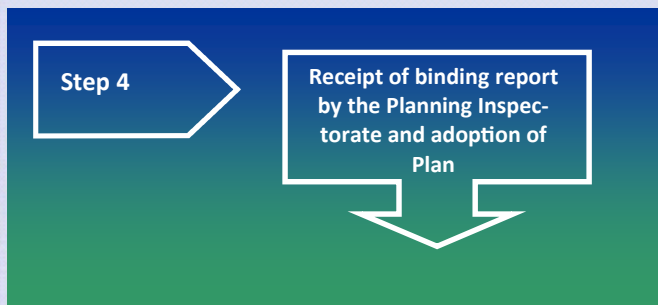 Step 4
Receipt of binding report
by the Planning Inspec-
torate and adoption of
Plan